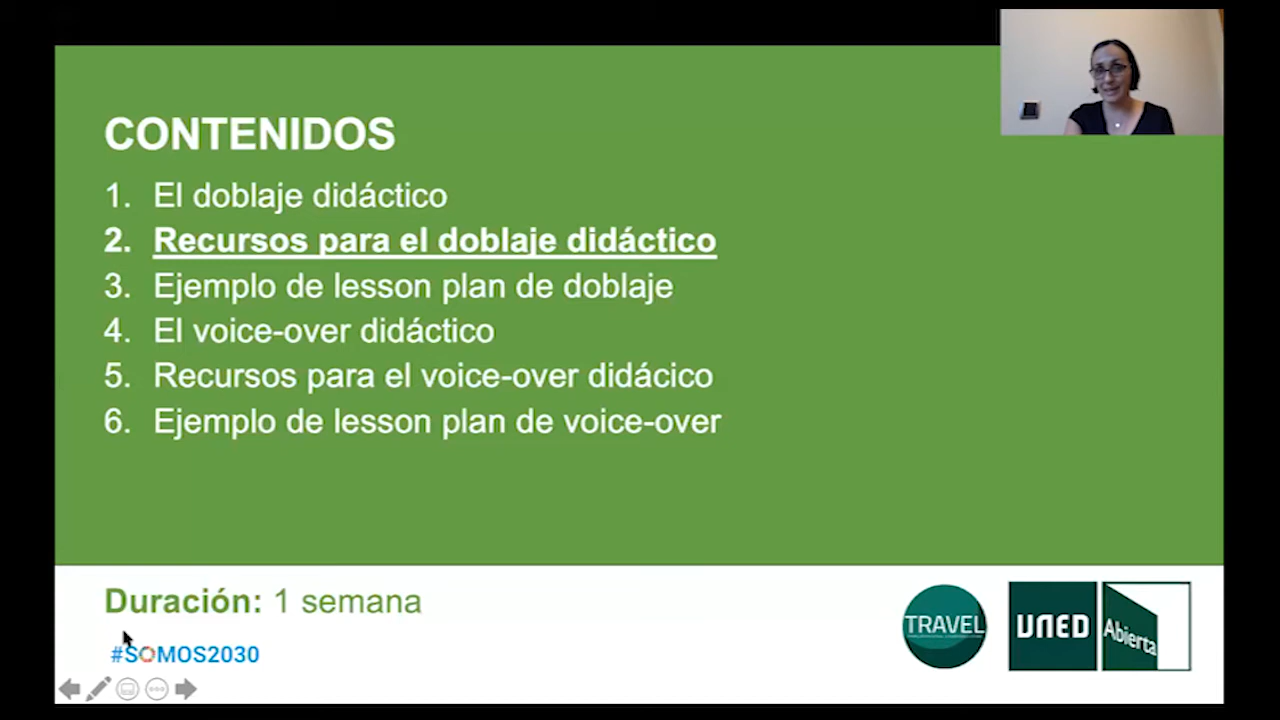 CONTENIDOS
1. El doblaje didáctico
2. Recursos para el doblaje didáctico
3. Ejemplo de lesson plan de doblaje
4. El voice-over didáctico
5. Recursos para el voice-over didácico
6. Ejemplo de lesson plan de voice-over
Duración: 1 semana
#SOMOS2030
TRAVEL
UNED
Abierta